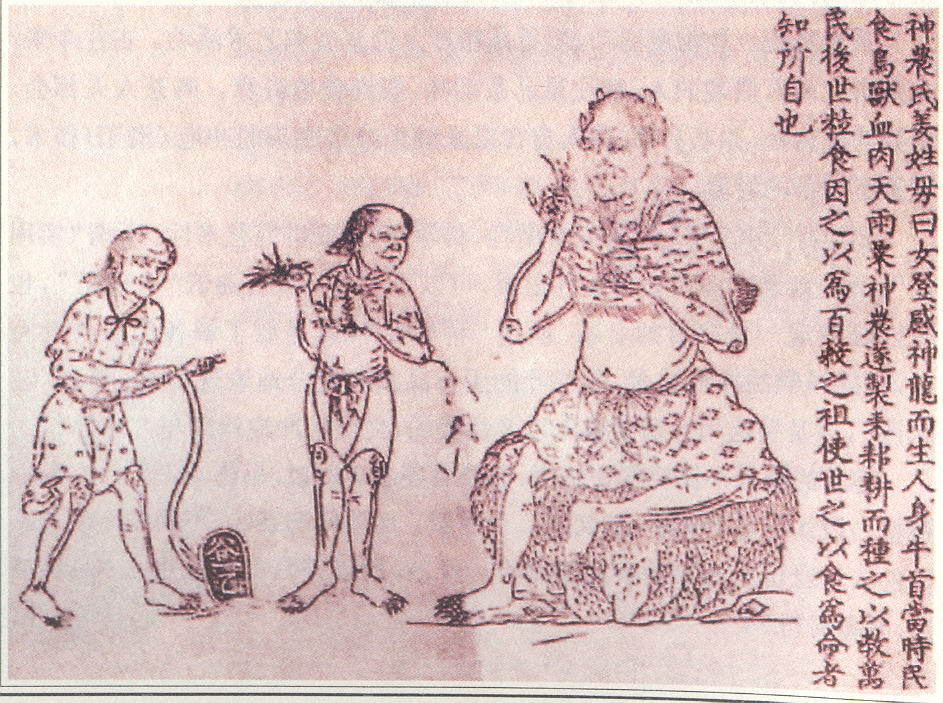 神農氏姜姓毋曰女登感神龍而生人身牛首當時民
食鳥獸血肉天雨粟神農遂製耒耜耕而種之以教萬
民後世粒食因之以爲百穀之祖使世之以食爲命者
知所自也